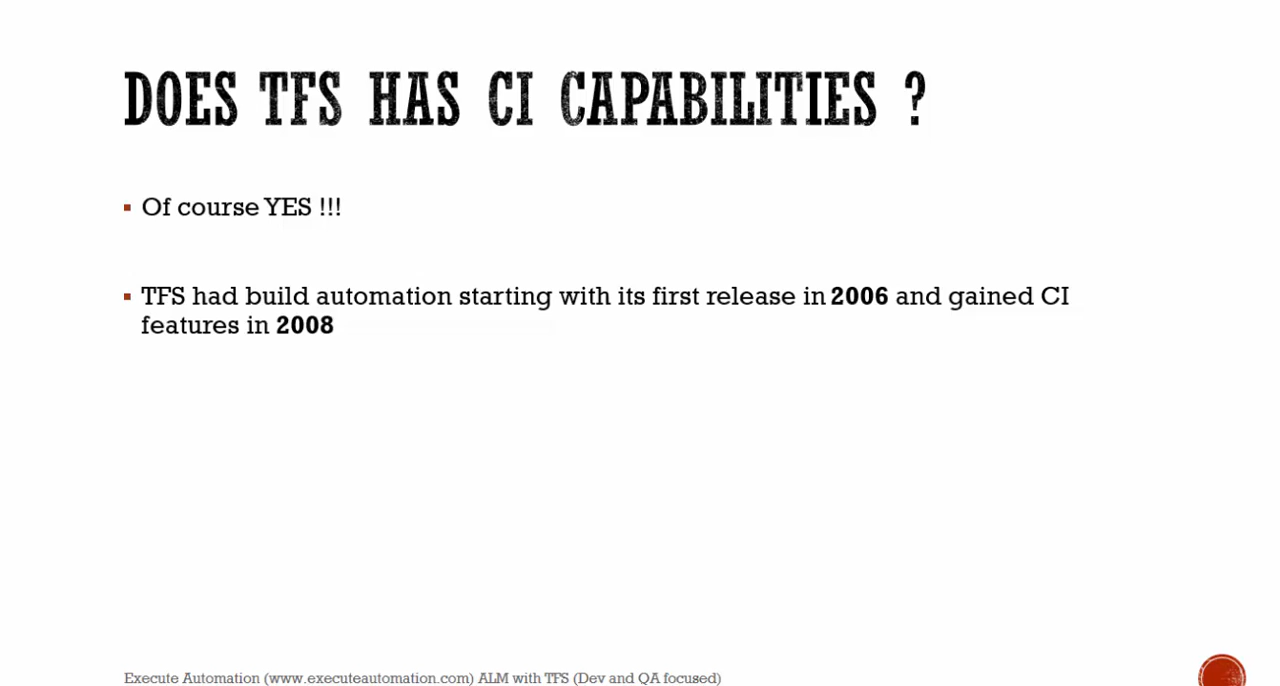 DOES TFS HAS CI CAPABILITIES ?
▪ Of course YES !!!
▪ TFS had build automation starting with its first release in 2006 and gained CI
features in 2008
Execute Automation (www.executeautomation.com) ALM with TFS (Dev and QA focused)